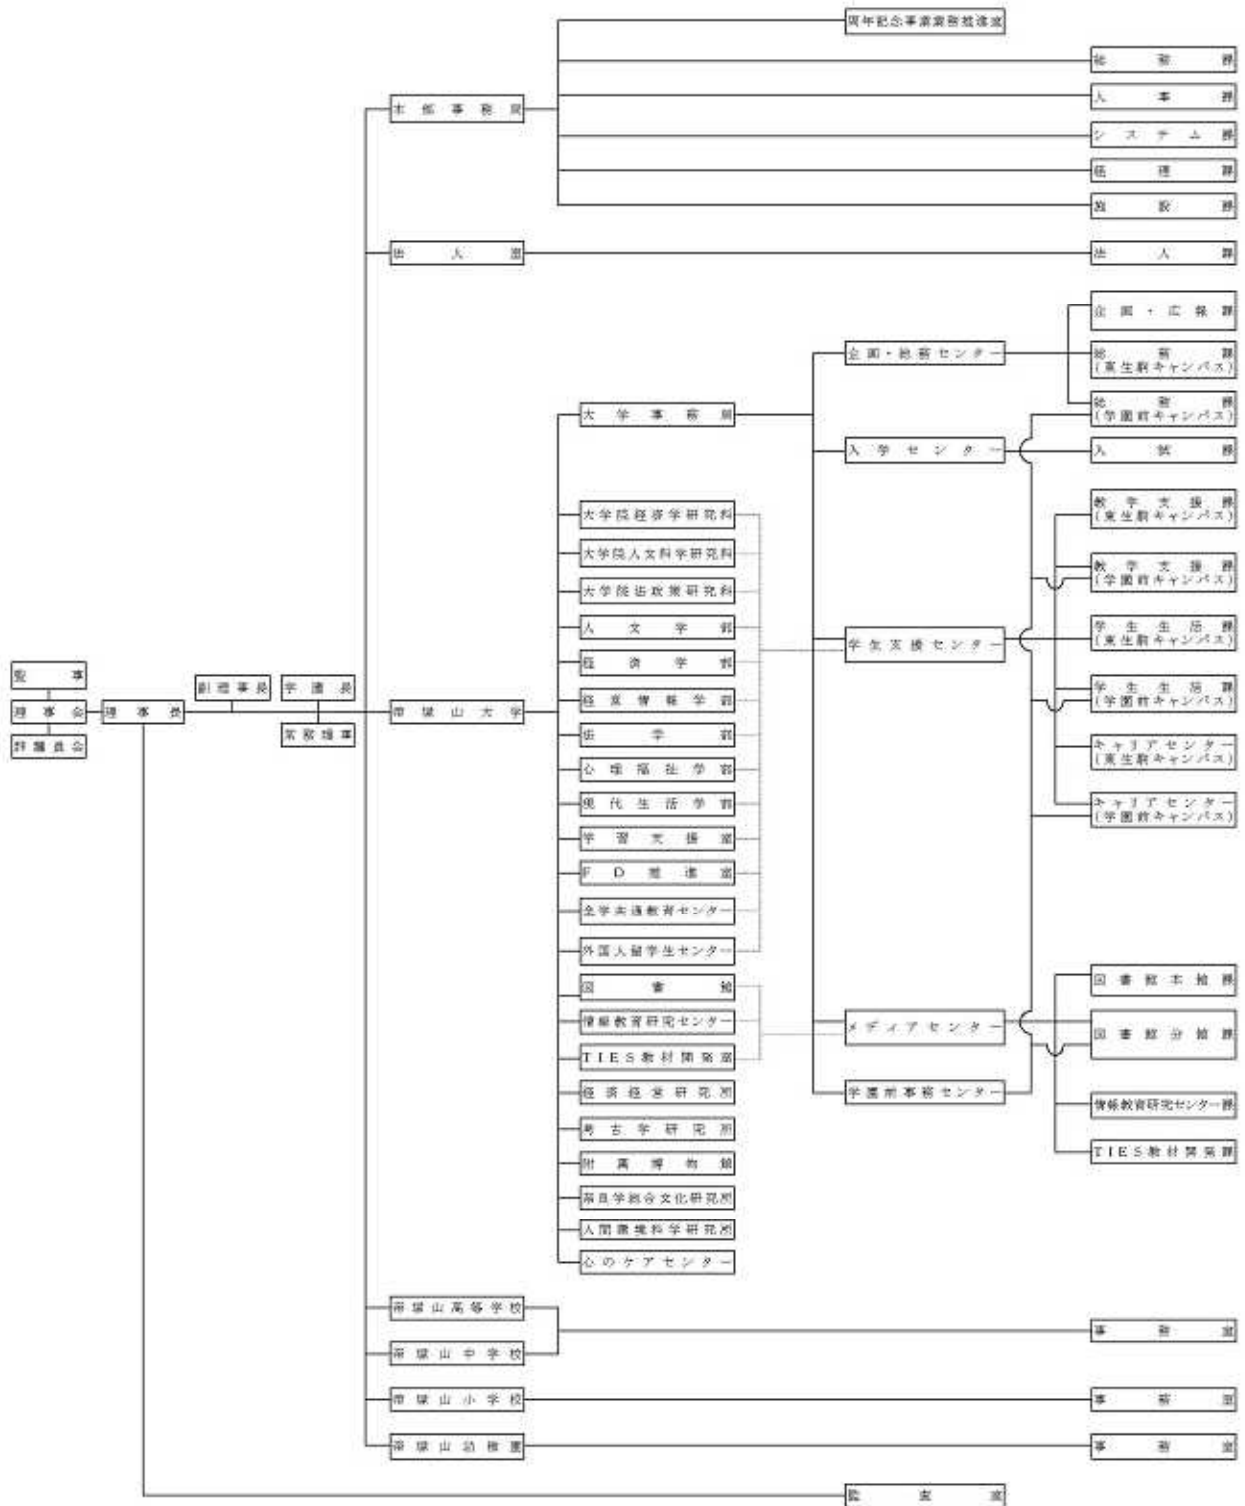 周年記念事業業務推進室
総務課
本部事務局
人事課
システム課
経理課
施設課
法人室
法人課
企画・広報課
企画・総務センター
総務課
(東生駒キャンパス)
総務課
(学園前キャンパス)
大学事務局
入学センター
入試課
教学支援課
(東生駒キャンパス)
大学院経済学研究科
大学院人文科学研究科
教学支援課
(学園前キャンパス)
大学院法政策研究科
人文学部
学生支援センター
学生生活課
(東生駒キャンパス)
経済学部
監事
理事会
評議員会
理事長
副理事長
学園長
常務理事
帝塚山大学
経営情報学部
学生生活課
(学園前キャンパス)
法学部
キャリアセンター
(東生駒キャンパス)
心理福祉学部
現代生活学部
キャリアセンター
(学園前キャンパス)
学習支援室
FD推進室
全学共通教育センター
外国人留学生センター
図書館
図書館本館課
情報教育研究センター
メディアセンター
図書館分館課
TIES教材開発室
経済経営研究所
学園前事務センター
情報教育研究センター課
考古学研究所
TIES教材開発課
附属博物館
奈良学総合文化研究所
人間環境科学研究所
心のケアセンター
帝塚山高等学校
事務室
帝塚山中学校
帝塚山小学校
事務室
帝塚山幼稚園
事務室
監査室